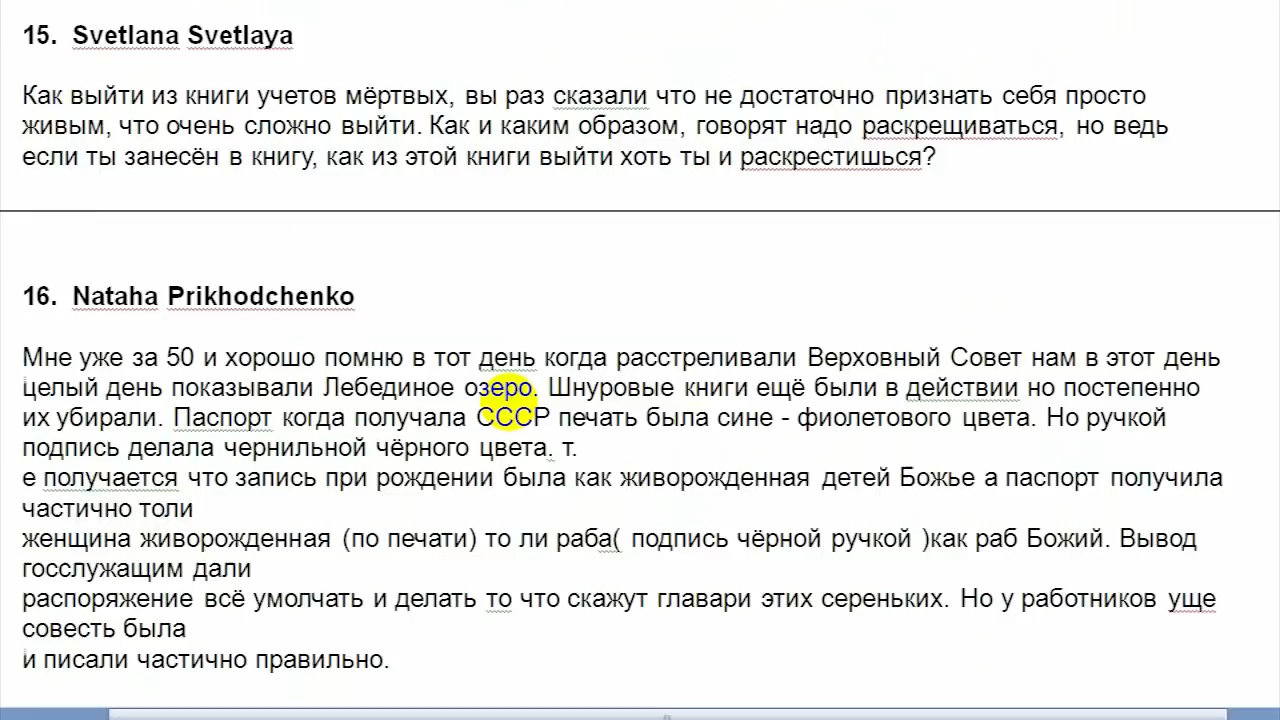 15. Svetlana Svetlaya
Как выйти из книги учетов мёртвых, вы раз сказали что не достаточно признать себя просто
живым, что очень сложно выйти. Как и каким образом, говорят надо раскрещиваться, но ведь
если ты занесён в книгу, как из этой книги выйти хоть ты и раскрестишься?
16. Nataha Prikhodchenko
Мне уже за 50 и хорошо помню в тот день когда расстреливали Верховный Совет нам в этот день
целый день показывали Лебединое озеро. Шнуровые книги ещё были в действии но постепенно
их убирали. Паспорт когда получала СССР печать была сине - фиолетового цвета. Но ручкой
подпись делала чернильной чёрного цвета. т.
е получается что запись при рождении была как живорожденная детей Божье а паспорт получила
частично толи
женщина живорожденная (по печати) то ли раба( подпись чёрной ручкой )как раб Божий. Вывод
госслужащим дали
распоряжение всё умолчать и делать то что скажут главари этих сереньких. Но у работников уще
совесть была
и писали частично правильно.